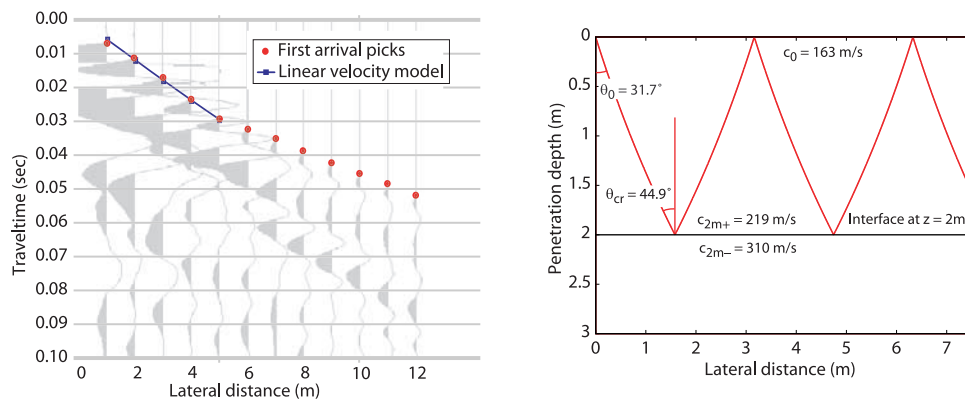 0.00
0.01
0.02
0.03
0.04
0.05
0.06
0.07
0.08
0.09
0.10
Traveltime (sec)
First arrival picks
Linear velocity model
0 2 4 6 8 10 12
Lateral distance (m)
0
0.5
1
1.5
2
2.5
3
Penetration depth (m)
c0 = 163 m/s
θ0 = 31.7°
θcr = 44.9°
c2m+ = 219 m/s
Interface at z = 2m
c2m− = 310 m/s
0 1 2 3 4 5 6 7
Lateral distance (m)